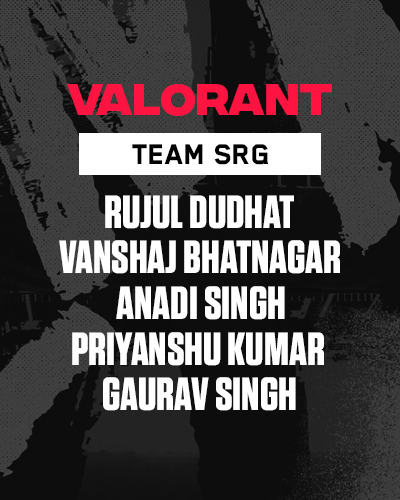 VALORANT
TEAM SRG
RUJUL DUDHAT
VANSHAJ BHATNAGAR
ANADI SINGH
PRIYANSHU KUMAR
GAURAV SINGH